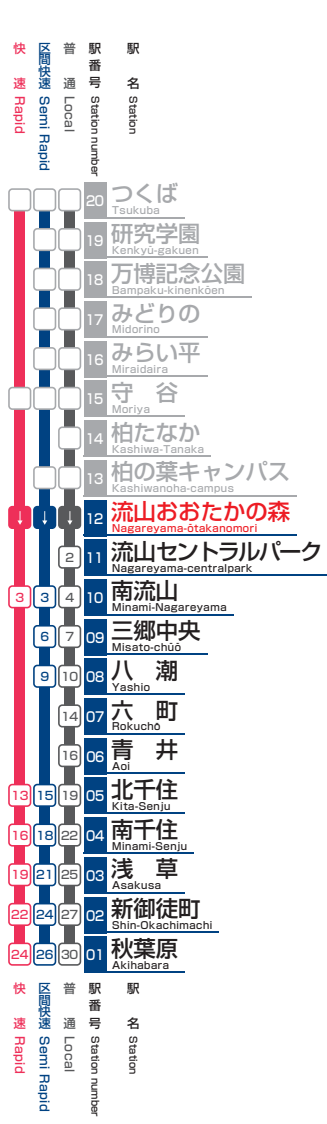 快速 Rapid
区間快速 Semi Rapid
普通 Local
駅番号 Station number
駅名 Station
20 つくば
Tsukuba
19 研究学園
Kenkyū-gakuen
18 万博記念公園
Bampaku-kinenkōen
17 みどりの
Midorino
16 みらい平
Miraidaira
15 守谷
Moriya
14 柏たなか
Kashiwa-Tanaka
13 柏の葉キャンパス
Kashiwanoha-campus
↓ ↓ ↓ 12 流山おおたかの森
Nagareyama-ōtakanomori
2 11 流山セントラルパーク
Nagareyama-centralpark
3 3 4 10 南流山
Minami-Nagareyama
6 7 09 三郷中央
Misato-chūō
9 10 08 八潮
Yashio
14 07 六町
Rokuchō
16 06 青井
Aoi
13 15 19 05 北千住
Kita-Senju
16 18 22 04 南千住
Minami-Senju
19 21 25 03 浅草
Asakusa
22 24 27 02 新御徒町
Shin-Okachimachi
24 26 30 01 秋葉原
Akihabara
快速 Rapid
区間快速 Semi Rapid
普通 Local
駅番号 Station number
駅名 Station